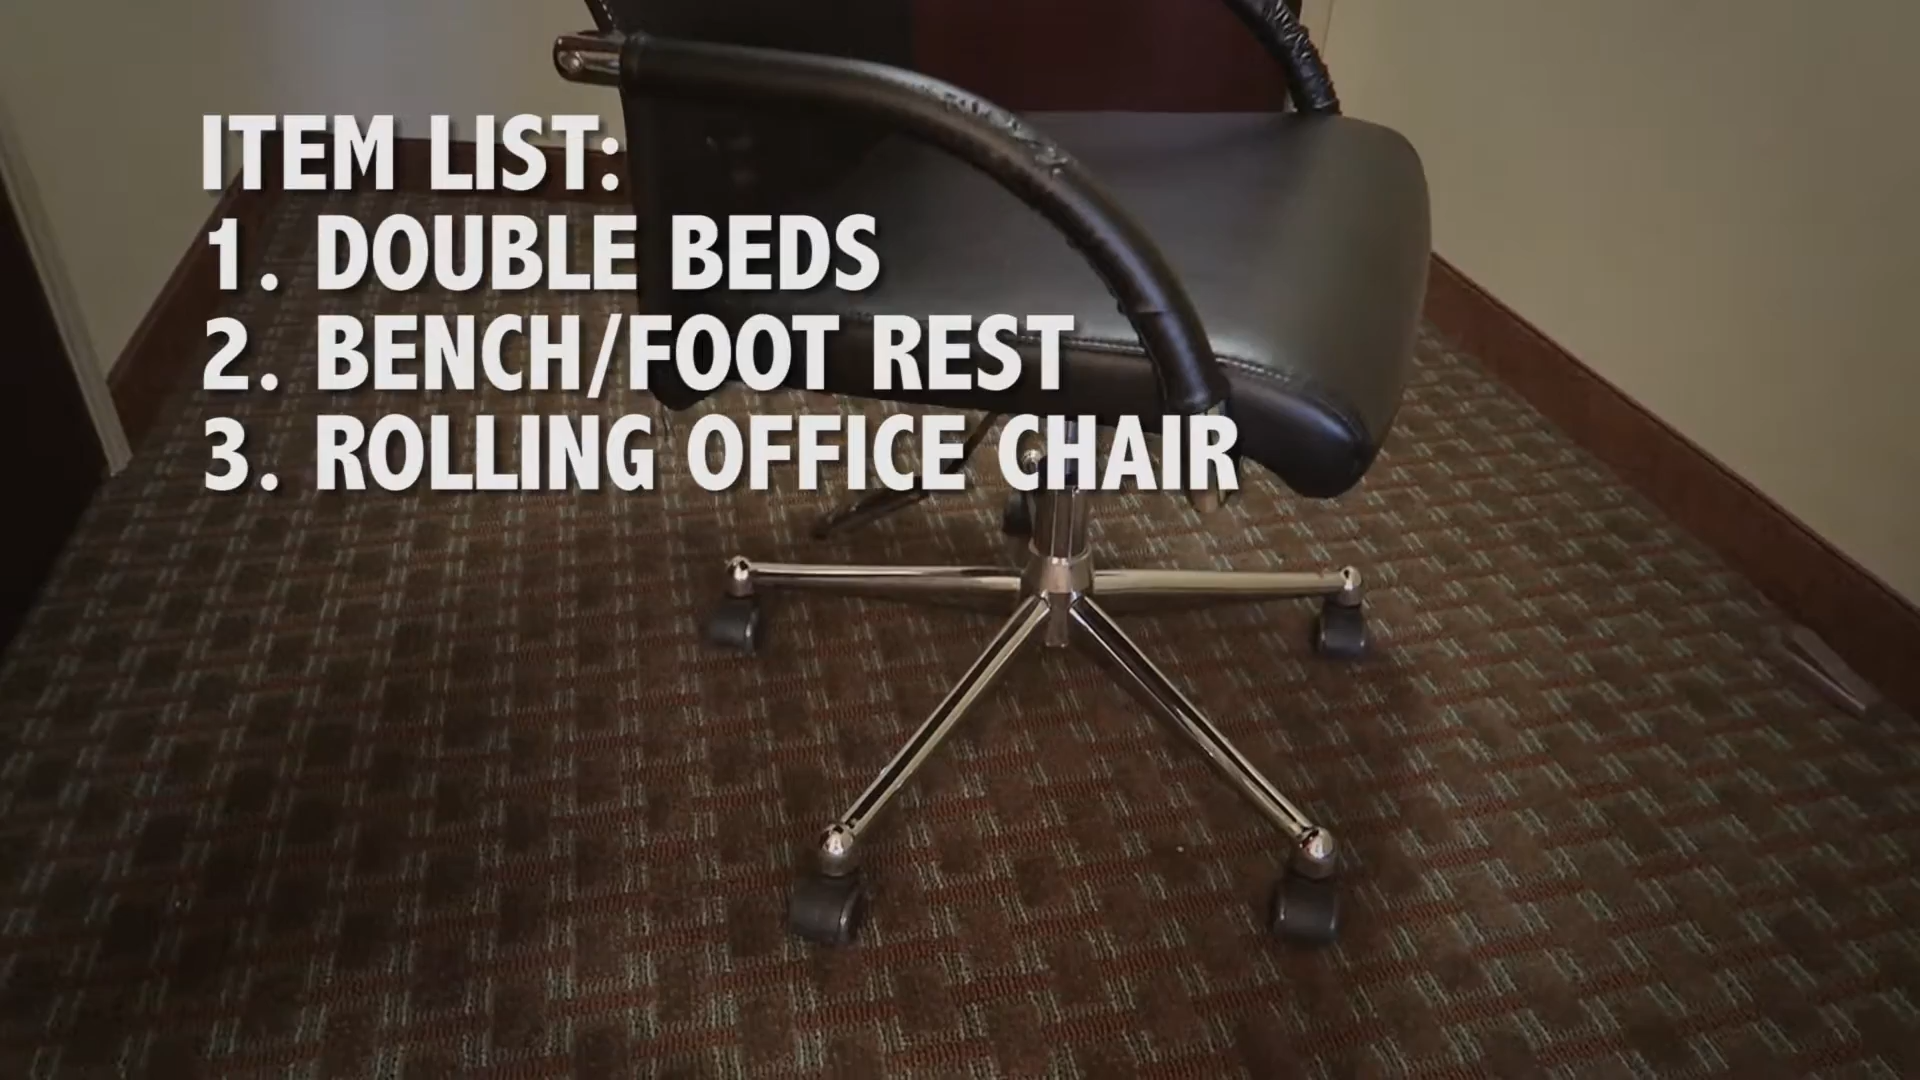 ITEM LIST:
1. DOUBLE BEDS
2. BENCH/FOOT REST
3. ROLLING OFFICE CHAIR